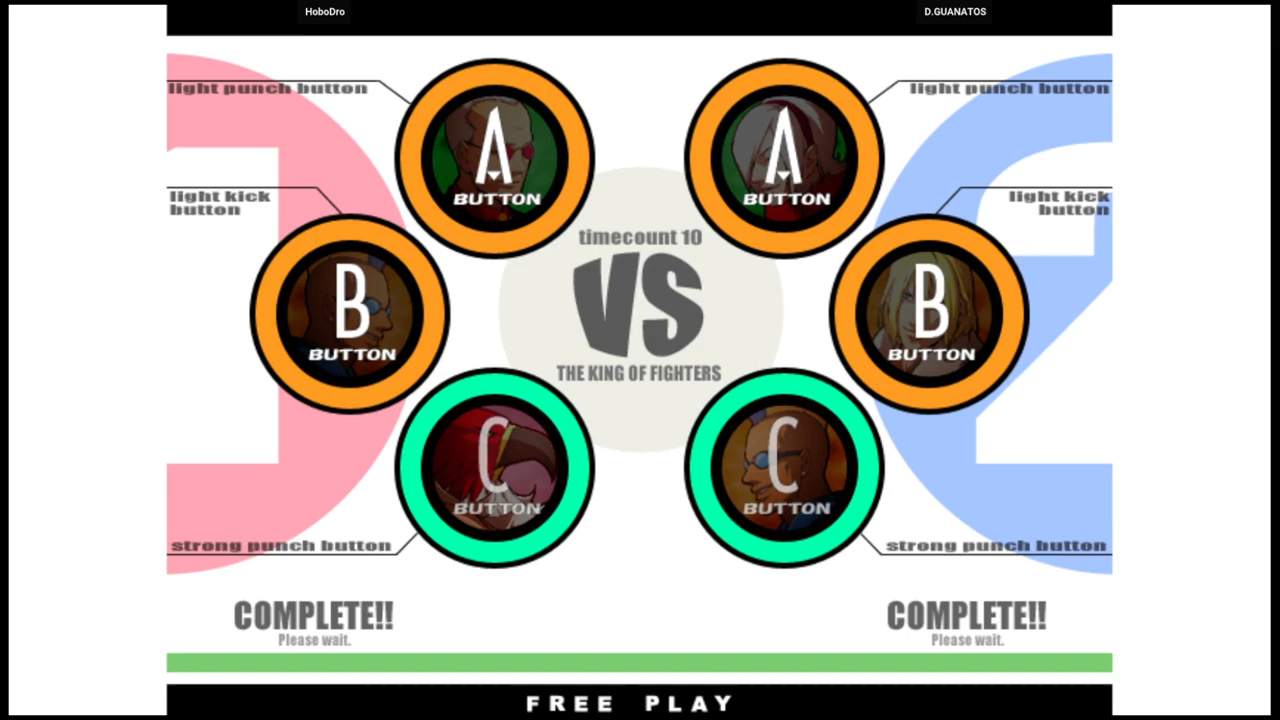 HoboDro
D.GUANATOS
light punch button
light punch button
A
BUTTON
A
BUTTON
light kick
button
light kick
button
timecount 10
VS
THE KING OF FIGHTERS
B
BUTTON
B
BUTTON
C
BUTTON
C
BUTTON
strong punch button
strong punch button
COMPLETE!!
Please wait.
COMPLETE!!
Please wait.
FREE PLAY